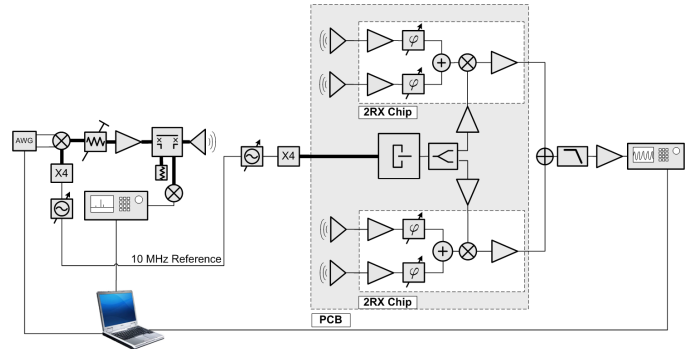 φ
φ
2RX Chip
AWG
X4
X4
10 MHz Reference
φ
φ
2RX Chip
PCB